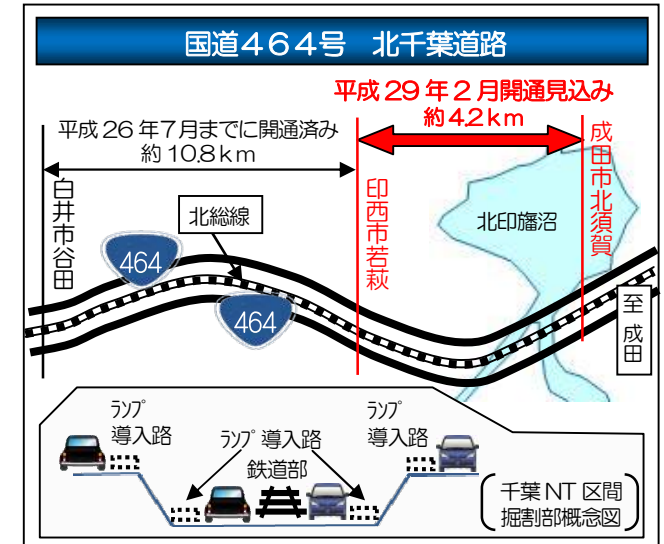 国道464号　北千葉道路
平成29年2月開通見込み
約4.2km
平成26年7月までに開通済み
約10.8km
白井市谷田
北総線
印西市若萩
北印旛沼
成田市北須賀
464
464
至 成田
ﾗﾝﾌﾟ
導入路
ﾗﾝﾌﾟ 導入路
鉄道部
ﾗﾝﾌﾟ
導入路
千葉NT区間
掘割部概念図